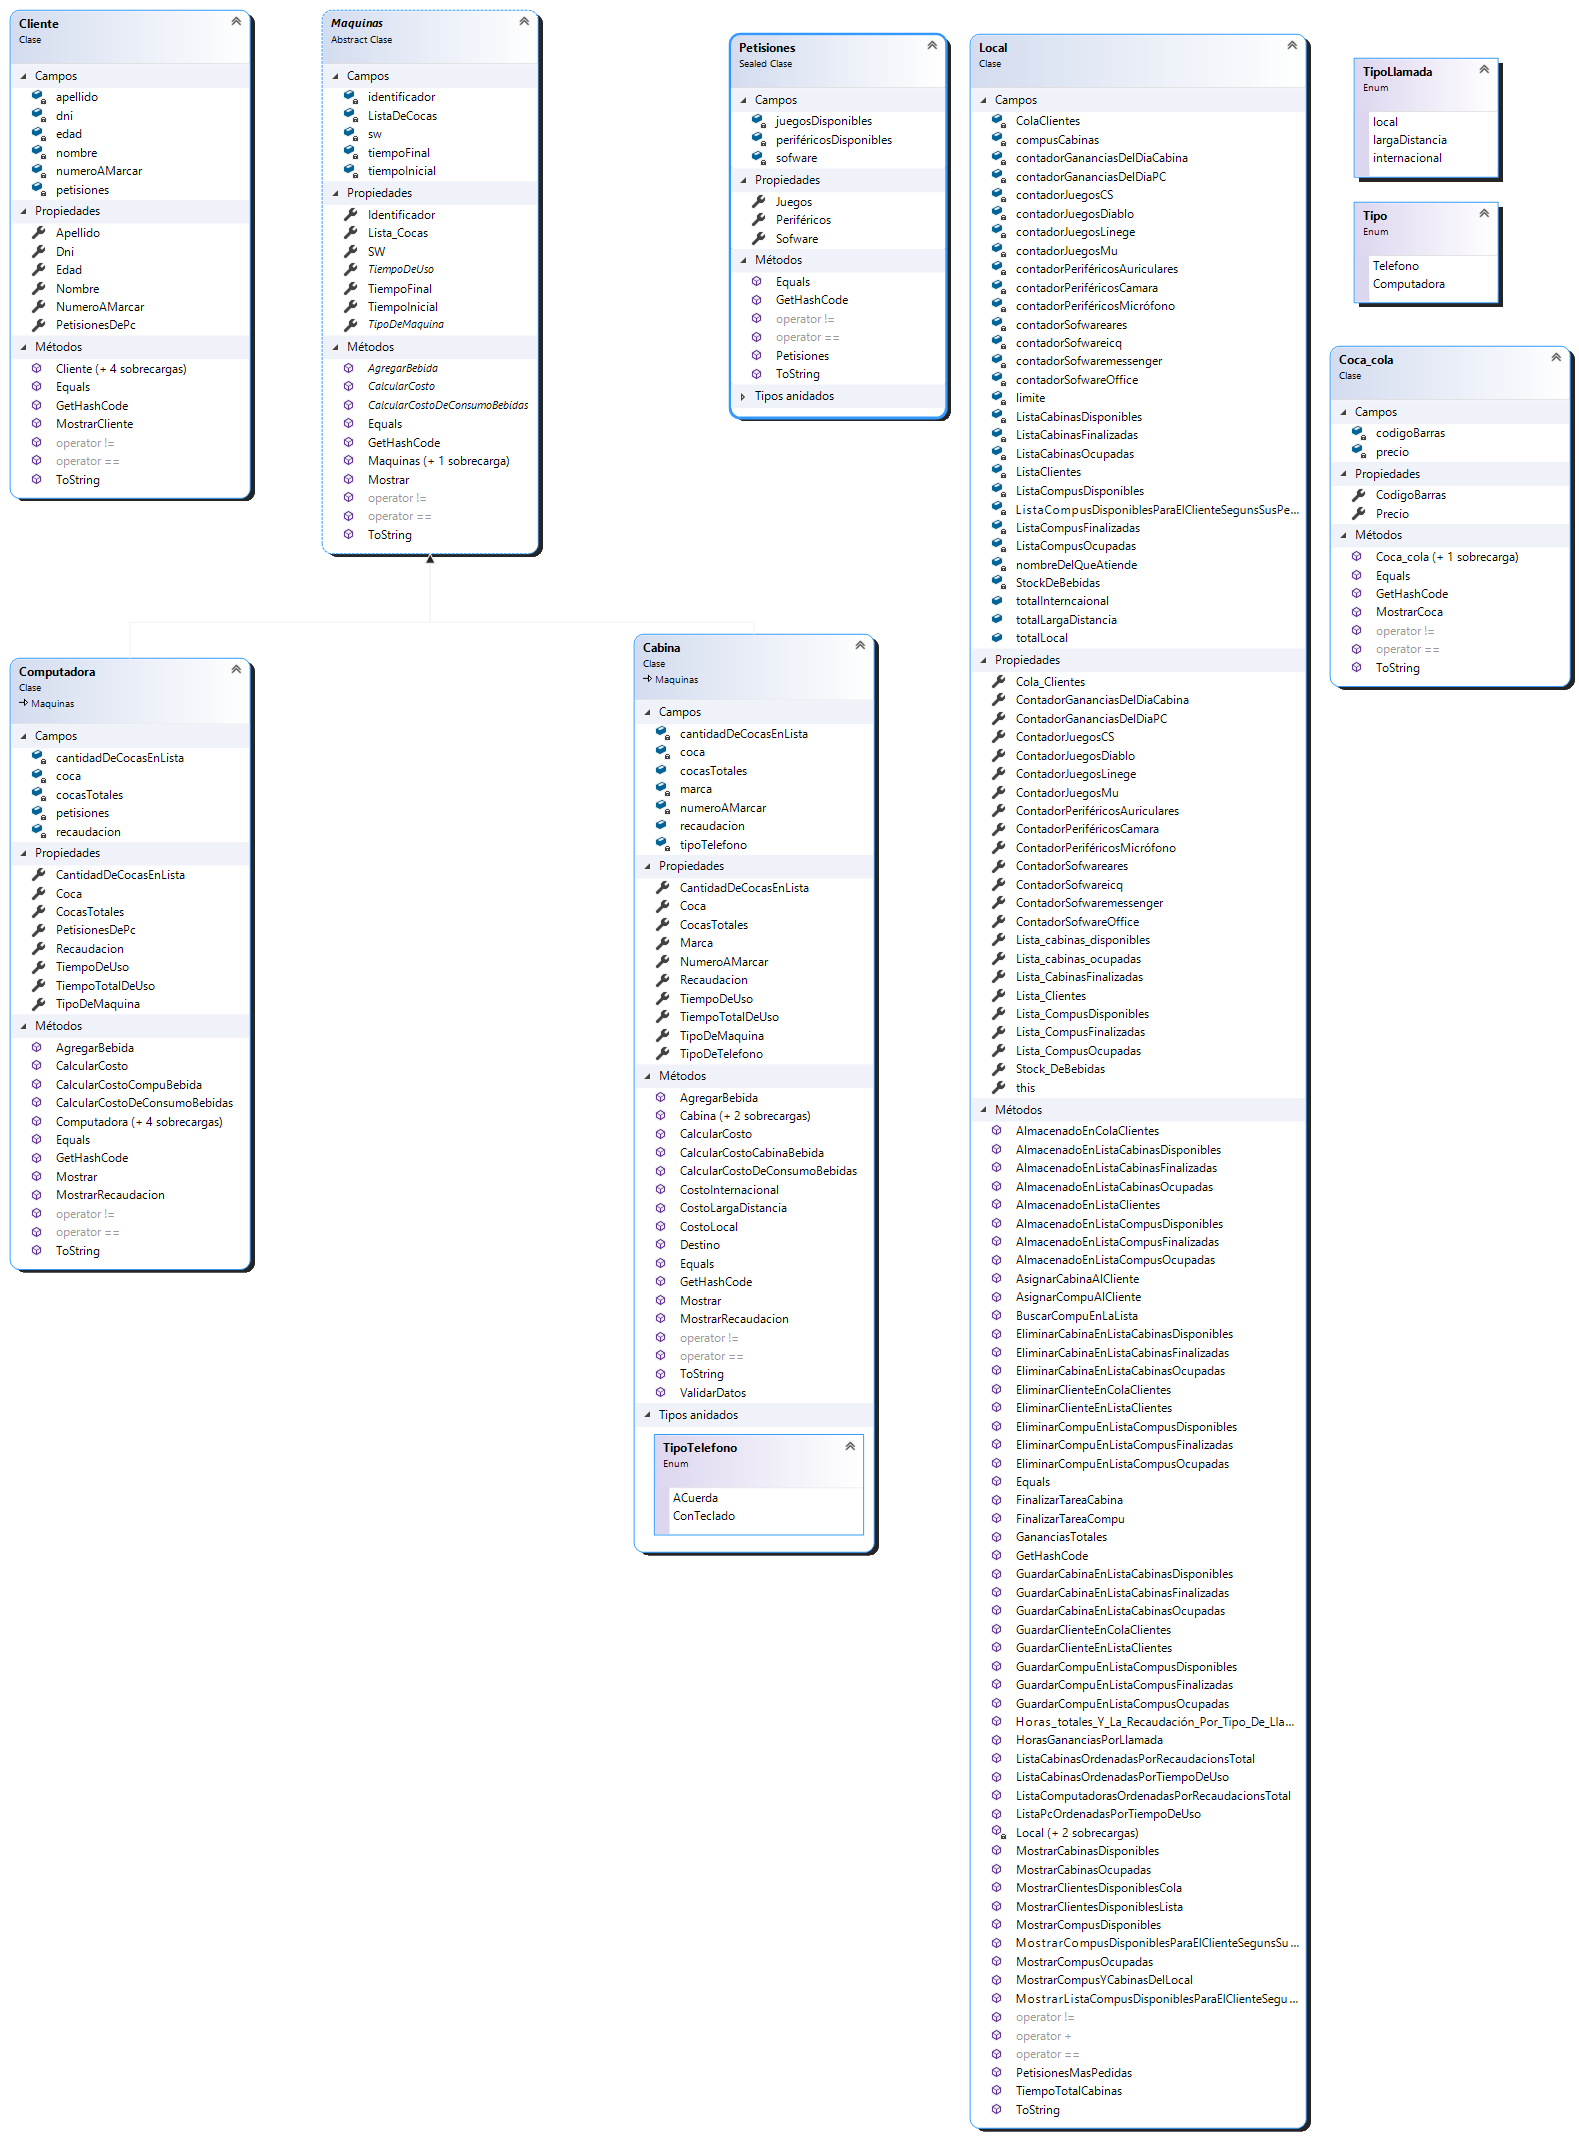 Cliente
Clase
Campos
apellido
dni
edad
nombre
numeroAMarcar
petisiones
Propiedades
Apellido
Dni
Edad
Nombre
NumeroAMarcar
PetisionesDePc
Métodos
Cliente (+ 4 sobrecargas)
Equals
GetHashCode
MostrarCliente
operator !=
operator ==
ToString
Maquinas
Abstract Clase
Campos
identificador
ListaDeCocas
sw
tiempoFinal
tiempoInicial
Propiedades
Identificador
Lista_Cocas
SW
TiempoDeUso
TiempoFinal
TiempoInicial
TipoDeMaquina
Métodos
AgregarBebida
CalcularCosto
CalcularCostoDeConsumoBebidas
Equals
GetHashCode
Maquinas (+ 1 sobrecarga)
Mostrar
operator !=
operator ==
ToString
Computadora
Clase
Maquinas
Campos
cantidadDeCocasEnLista
coca
cocasTotales
petisiones
recaudacion
Propiedades
CantidadDeCocasEnLista
Coca
CocasTotales
PetisionesDePc
Recaudacion
TiempoDeUso
TiempoTotalDeUso
TipoDeMaquina
Métodos
AgregarBebida
CalcularCosto
CalcularCostoCompuBebida
CalcularCostoDeConsumoBebidas
Computadora (+ 4 sobrecargas)
Equals
GetHashCode
Mostrar
MostrarRecaudacion
operator !=
operator ==
ToString
Cabina
Clase
Maquinas
Campos
cantidadDeCocasEnLista
coca
cocasTotales
marca
numeroAMarcar
recaudacion
tipoTelefono
Propiedades
CantidadDeCocasEnLista
Coca
CocasTotales
Marca
NumeroAMarcar
Recaudacion
TiempoDeUso
TiempoTotalDeUso
TipoDeMaquina
TipoDeTelefono
Métodos
AgregarBebida
Cabina (+ 2 sobrecargas)
CalcularCosto
CalcularCostoCabinaBebida
CalcularCostoDeConsumoBebidas
CostoInternacional
CostoLargaDistancia
CostoLocal
Destino
Equals
GetHashCode
Mostrar
MostrarRecaudacion
operator !=
operator ==
ToString
ValidarDatos
Tipos anidados
TipoTelefono
Enum
ACuerda
ConTeclado
Petisiones
Sealed Clase
Campos
juegosDisponibles
periféricosDisponibles
sofware
Propiedades
Juegos
Periféricos
Sofware
Métodos
Equals
GetHashCode
operator !=
operator ==
Petisiones
ToString
Tipos anidados
Local
Clase
Campos
ColaClientes
compusCabinas
contadorGananciasDelDiaCabina
contadorGananciasDelDiaPC
contadorJuegosCS
contadorJuegosDiablo
contadorJuegosLinege
contadorJuegosMu
contadorPeriféricosAuriculares
contadorPeriféricosCamara
contadorPeriféricosMicrófono
contadorSofwareares
contadorSofwareicq
contadorSofwaremessenger
contadorSofwareOffice
limite
ListaCabinasDisponibles
ListaCabinasFinalizadas
ListaCabinasOcupadas
ListaClientes
ListaCompusDisponibles
ListaCompusDisponiblesParaElClienteSegunsSusPe...
ListaCompusFinalizadas
ListaCompusOcupadas
nombreDelQueAtiende
StockDeBebidas
totalInterncaional
totalLargaDistancia
totalLocal
Propiedades
Cola_Clientes
ContadorGananciasDelDiaCabina
ContadorGananciasDelDiaPC
ContadorJuegosCS
ContadorJuegosDiablo
ContadorJuegosLinege
ContadorJuegosMu
ContadorPeriféricosAuriculares
ContadorPeriféricosCamara
ContadorPeriféricosMicrófono
ContadorSofwareares
ContadorSofwareicq
ContadorSofwaremessenger
ContadorSofwareOffice
Lista_cabinas_disponibles
Lista_cabinas_ocupadas
Lista_CabinasFinalizadas
Lista_Clientes
Lista_CompusDisponibles
Lista_CompusFinalizadas
Lista_CompusOcupadas
Stock_DeBebidas
this
Métodos
AlmacenadoEnColaClientes
AlmacenadoEnListaCabinasDisponibles
AlmacenadoEnListaCabinasFinalizadas
AlmacenadoEnListaCabinasOcupadas
AlmacenadoEnListaClientes
AlmacenadoEnListaCompusDisponibles
AlmacenadoEnListaCompusFinalizadas
AlmacenadoEnListaCompusOcupadas
AsignarCabinaAlCliente
AsignarCompuAlCliente
BuscarCompuEnLaLista
EliminarCabinaEnListaCabinasDisponibles
EliminarCabinaEnListaCabinasFinalizadas
EliminarCabinaEnListaCabinasOcupadas
EliminarClienteEnColaClientes
EliminarClienteEnListaClientes
EliminarCompuEnListaCompusDisponibles
EliminarCompuEnListaCompusFinalizadas
EliminarCompuEnListaCompusOcupadas
Equals
FinalizarTareaCabina
FinalizarTareaCompu
GananciasTotales
GetHashCode
GuardarCabinaEnListaCabinasDisponibles
GuardarCabinaEnListaCabinasFinalizadas
GuardarCabinaEnListaCabinasOcupadas
GuardarClienteEnColaClientes
GuardarClienteEnListaClientes
GuardarCompuEnListaCompusDisponibles
GuardarCompuEnListaCompusFinalizadas
GuardarCompuEnListaCompusOcupadas
Horas_totales_Y_La_Recaudación_Por_Tipo_De_Lla...
HorasGananciasPorLlamada
ListaCabinasOrdenadasPorRecaudacionsTotal
ListaCabinasOrdenadasPorTiempoDeUso
ListaComputadorasOrdenadasPorRecaudacionsTotal
ListaPcOrdenadasPorTiempoDeUso
Local (+ 2 sobrecargas)
MostrarCabinasDisponibles
MostrarCabinasOcupadas
MostrarClientesDisponiblesCola
MostrarClientesDisponiblesLista
MostrarCompusDisponibles
MostrarCompusDisponiblesParaElClienteSegunsSu...
MostrarCompusOcupadas
MostrarCompusYCabinasDelLocal
MostrarListaCompusDisponiblesParaElClienteSegu...
operator !=
operator +
operator ==
PetisionesMasPedidas
TiempoTotalCabinas
ToString
TipoLlamada
Enum
local
largaDistancia
internacional
Tipo
Enum
Telefono
Computadora
Coca_cola
Clase
Campos
codigoBarras
precio
Propiedades
CodigoBarras
Precio
Métodos
Coca_cola (+ 1 sobrecarga)
Equals
GetHashCode
MostrarCoca
operator !=
operator ==
ToString